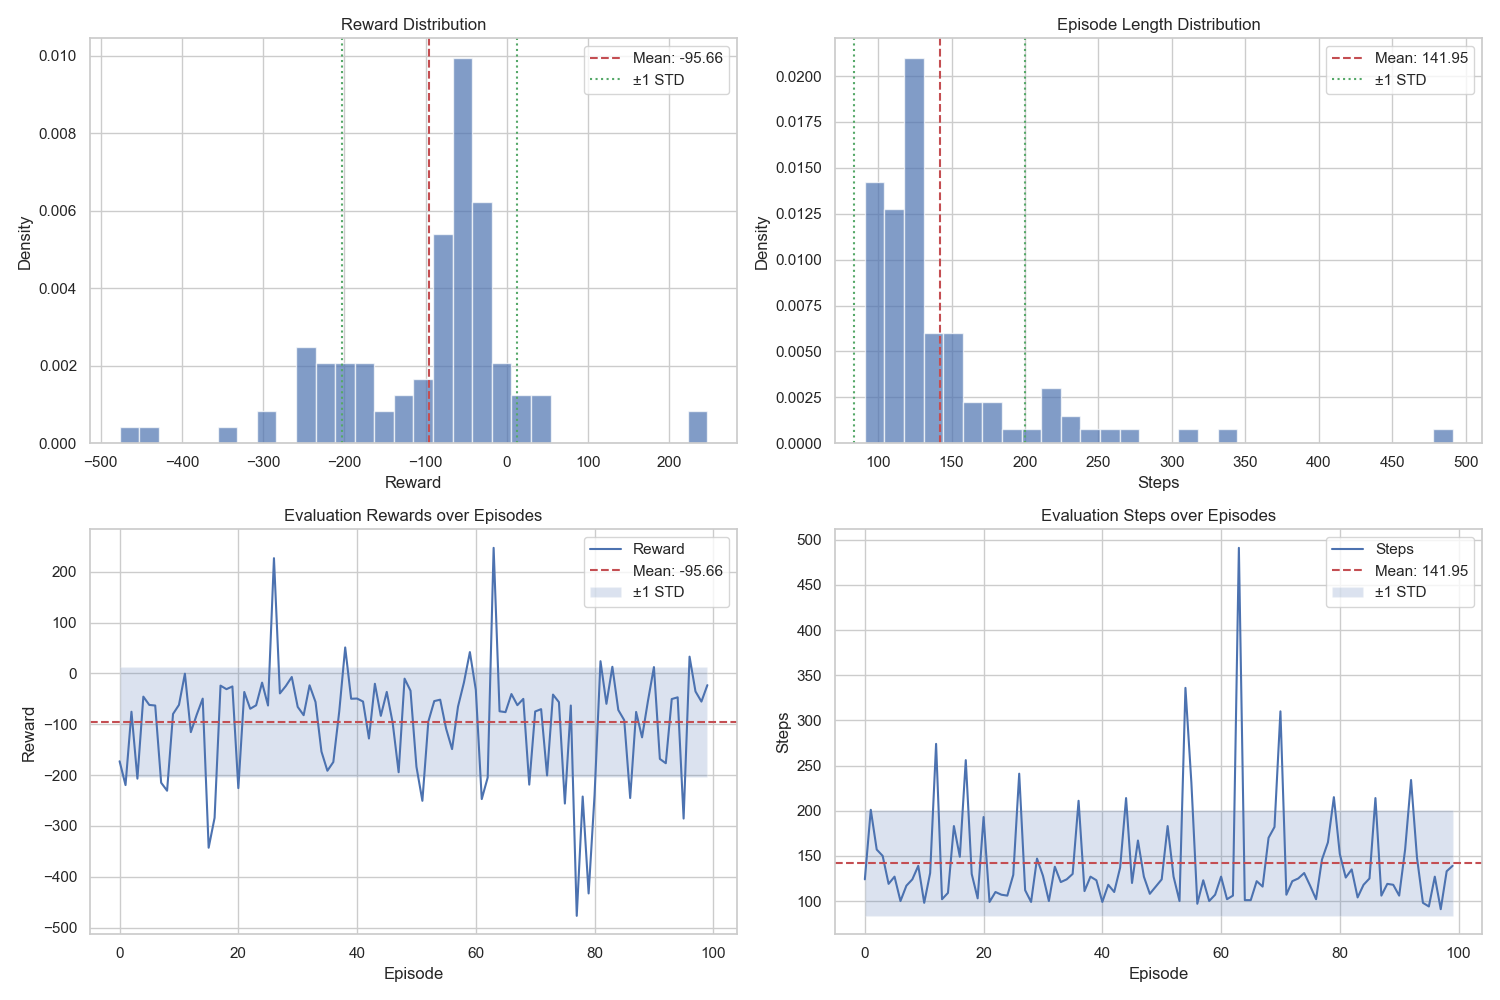 Reward Distribution
Mean: -95.66
±1 STD
0.010
0.008
0.006
0.004
0.002
0.000
Density
−500 −400 −300 −200 −100 0 100 200
Reward
Episode Length Distribution
Mean: 141.95
±1 STD
0.0200
0.0175
0.0150
0.0125
0.0100
0.0075
0.0050
0.0025
0.0000
Density
100 150 200 250 300 350 400 450 500
Steps
Evaluation Rewards over Episodes
Reward
Mean: -95.66
±1 STD
200
100
0
−100
−200
−300
−400
−500
Reward
0 20 40 60 80 100
Episode
Evaluation Steps over Episodes
Steps
Mean: 141.95
±1 STD
500
450
400
350
300
250
200
150
100
Steps
0 20 40 60 80 100
Episode